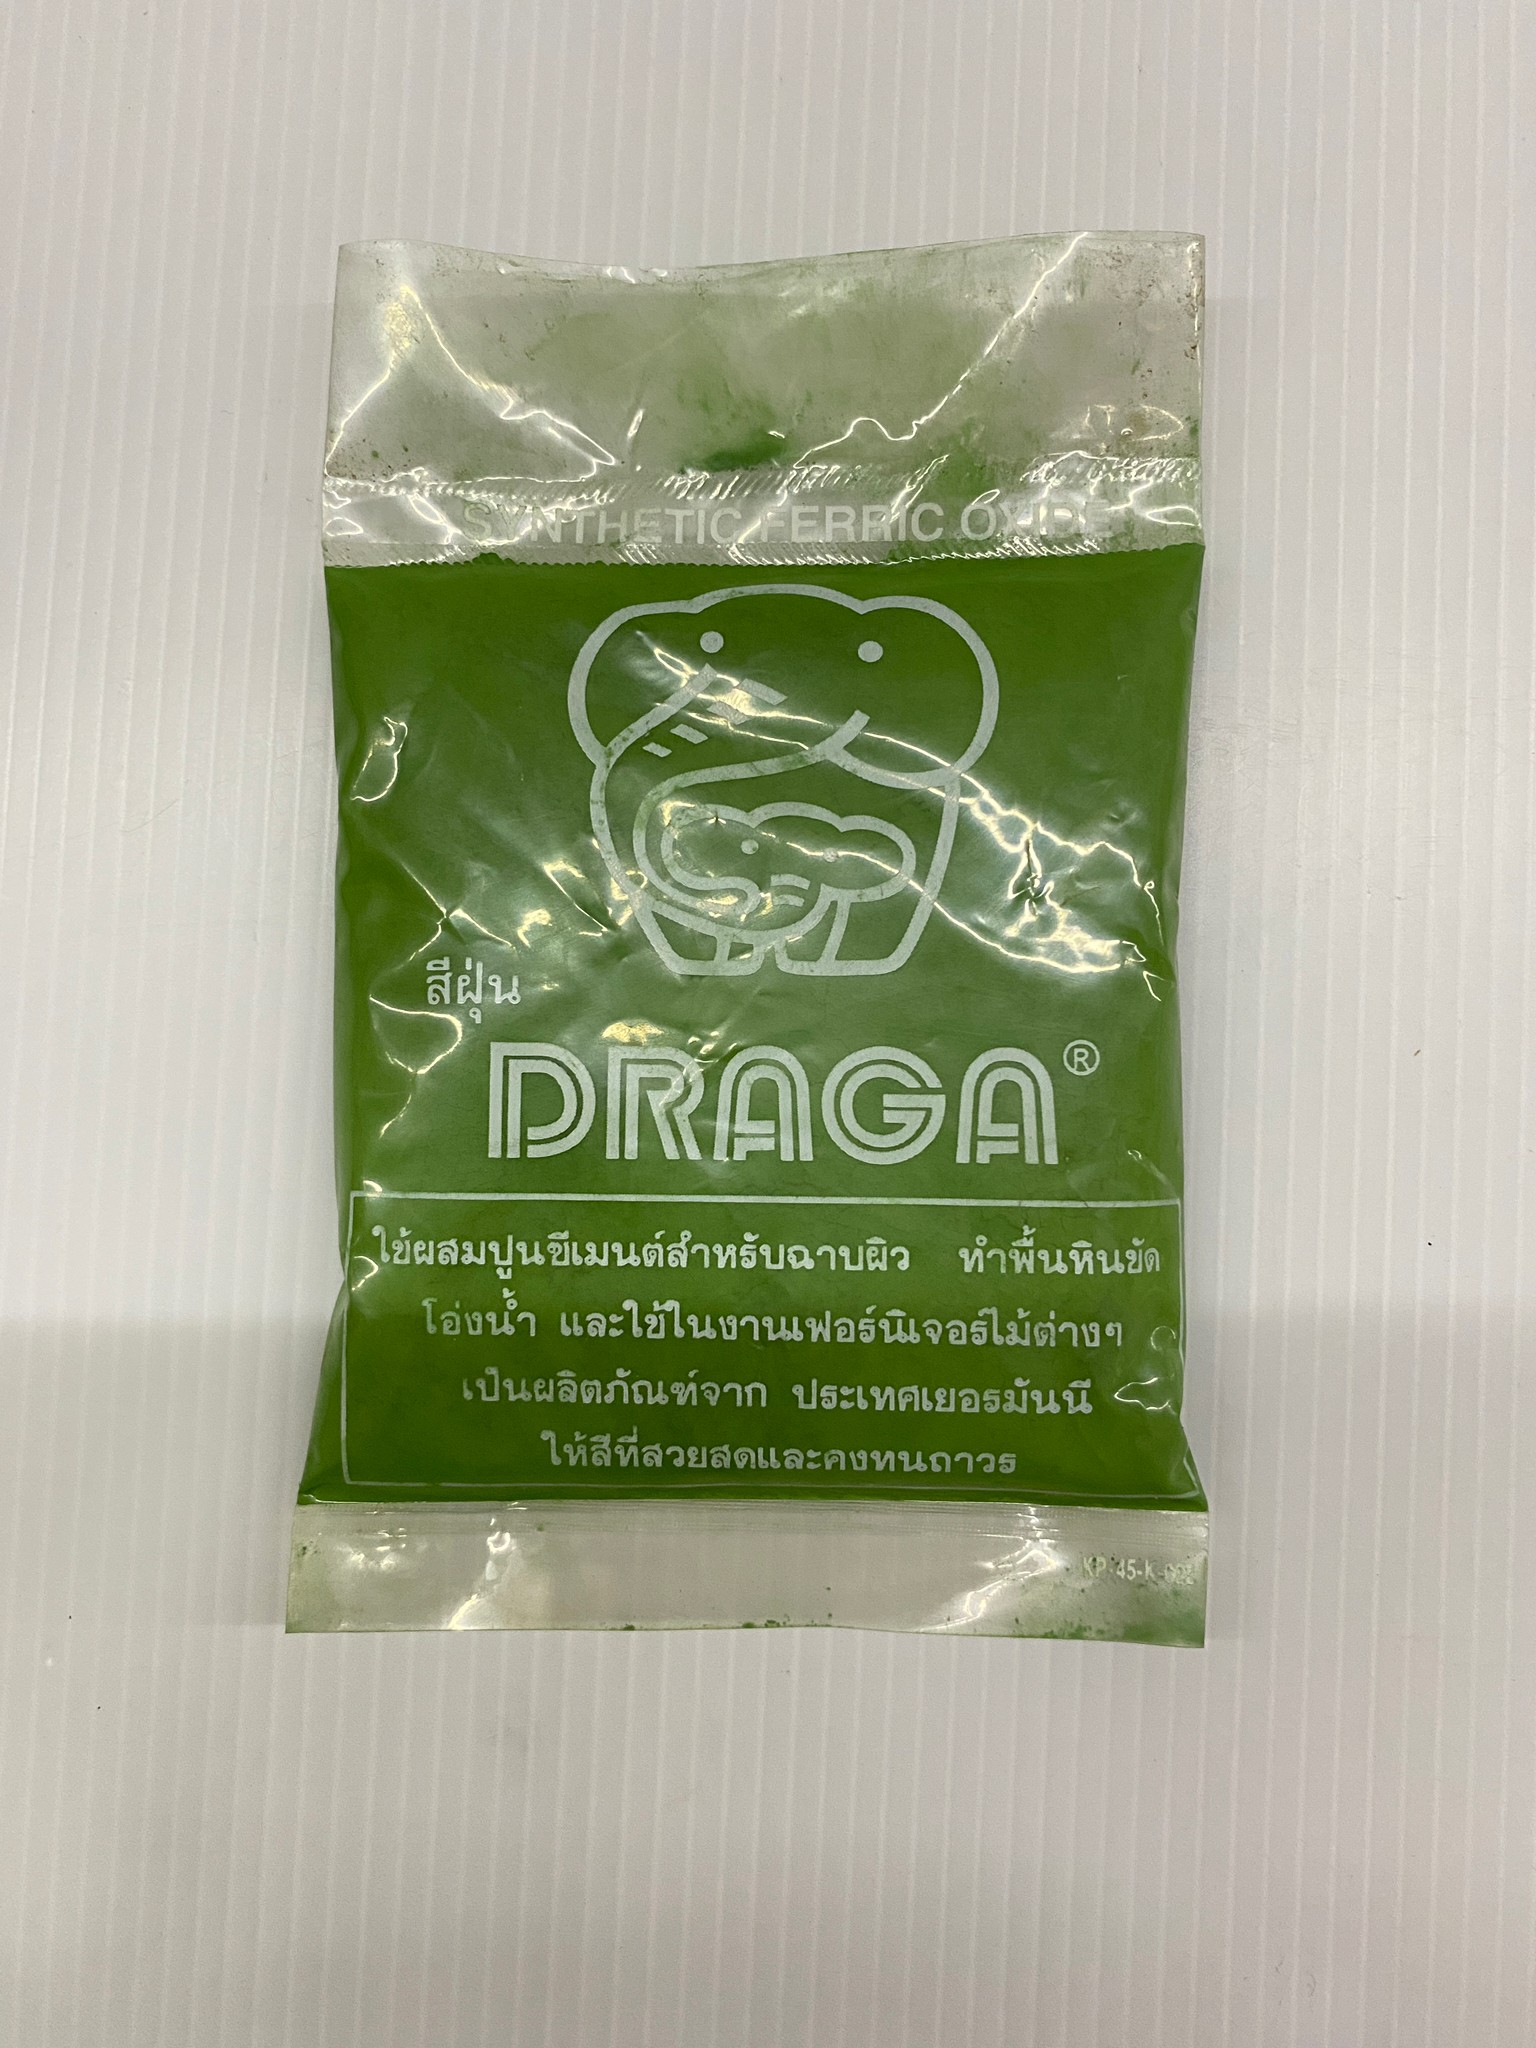 SYNTHETIC FERRIC OXIDE
สีฝุ่น
DRAGA®
ใช้ผสมปูนซีเมนต์สำหรับฉาบผิว ทำพื้นหินขัด
โอ่งน้ำ และใช้ในงานเฟอร์นิเจอร์ไม้ต่างๆ
เป็นผลิตภัณฑ์จาก ประเทศเยอรมันนี
ให้สีที่สวยสดและคงทนถาวร